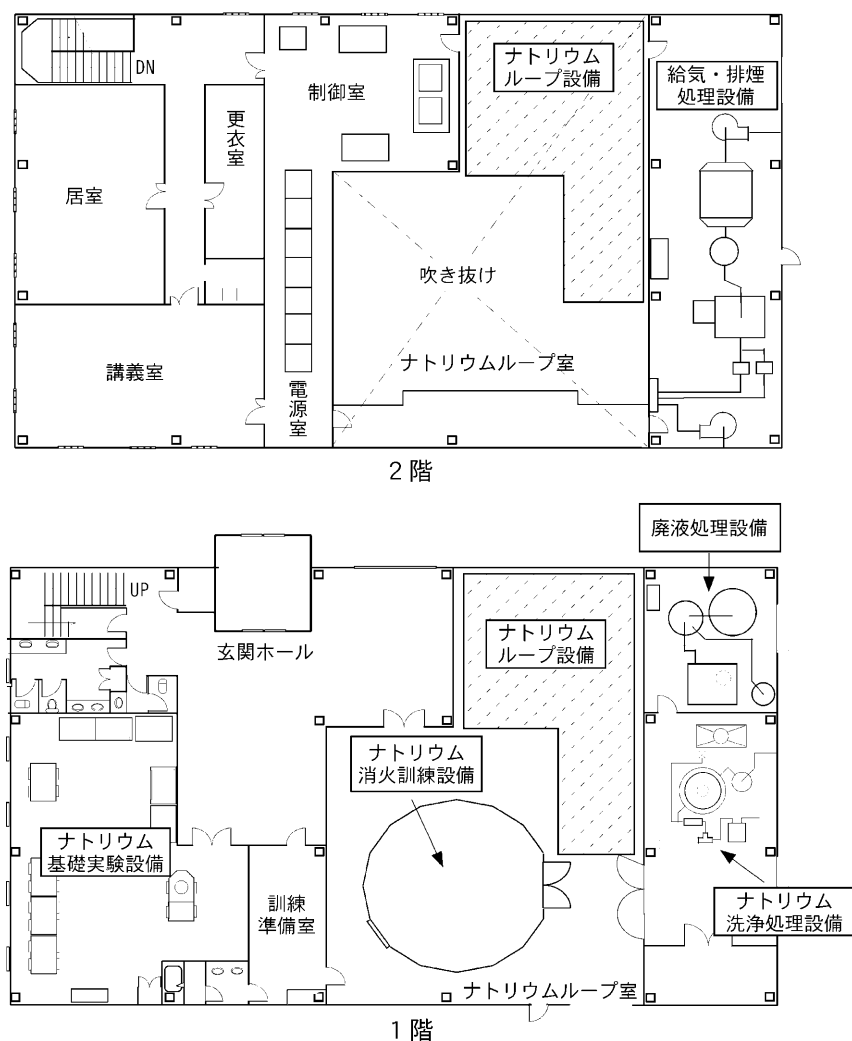 ナトリウム
ループ設備
給気・排煙
処理設備
DN
制御室
更衣室
居室
吹き抜け
講義室
電源室
ナトリウムループ室
2 階
廃液処理設備
UP
玄関ホール
ナトリウム
ループ設備
ナトリウム
消火訓練設備
ナトリウム
基礎実験設備
訓練
準備室
ナトリウム
洗浄処理設備
ナトリウムループ室
1 階